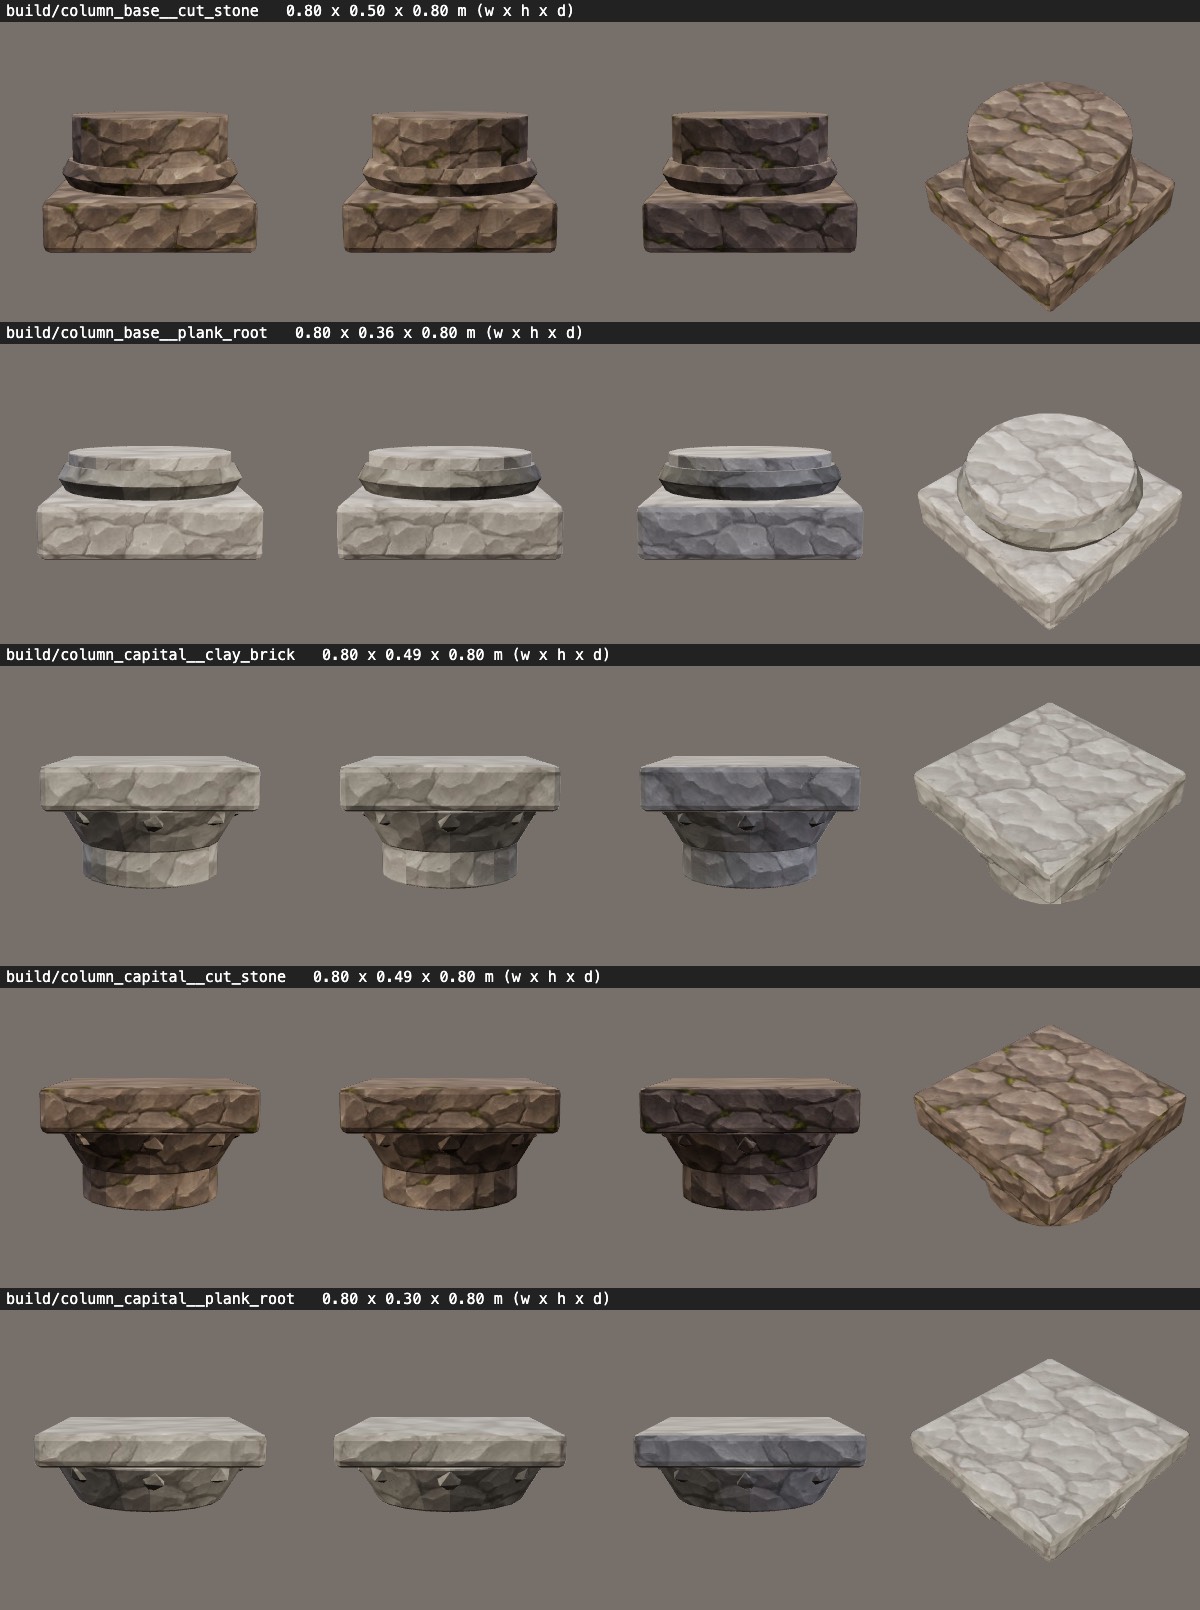 build/column_base__cut_stone   0.80 x 0.50 x 0.80 m (w x h x d)
build/column_base__plank_root   0.80 x 0.36 x 0.80 m (w x h x d)
build/column_capital__clay_brick   0.80 x 0.49 x 0.80 m (w x h x d)
build/column_capital__cut_stone   0.80 x 0.49 x 0.80 m (w x h x d)
build/column_capital__plank_root   0.80 x 0.30 x 0.80 m (w x h x d)